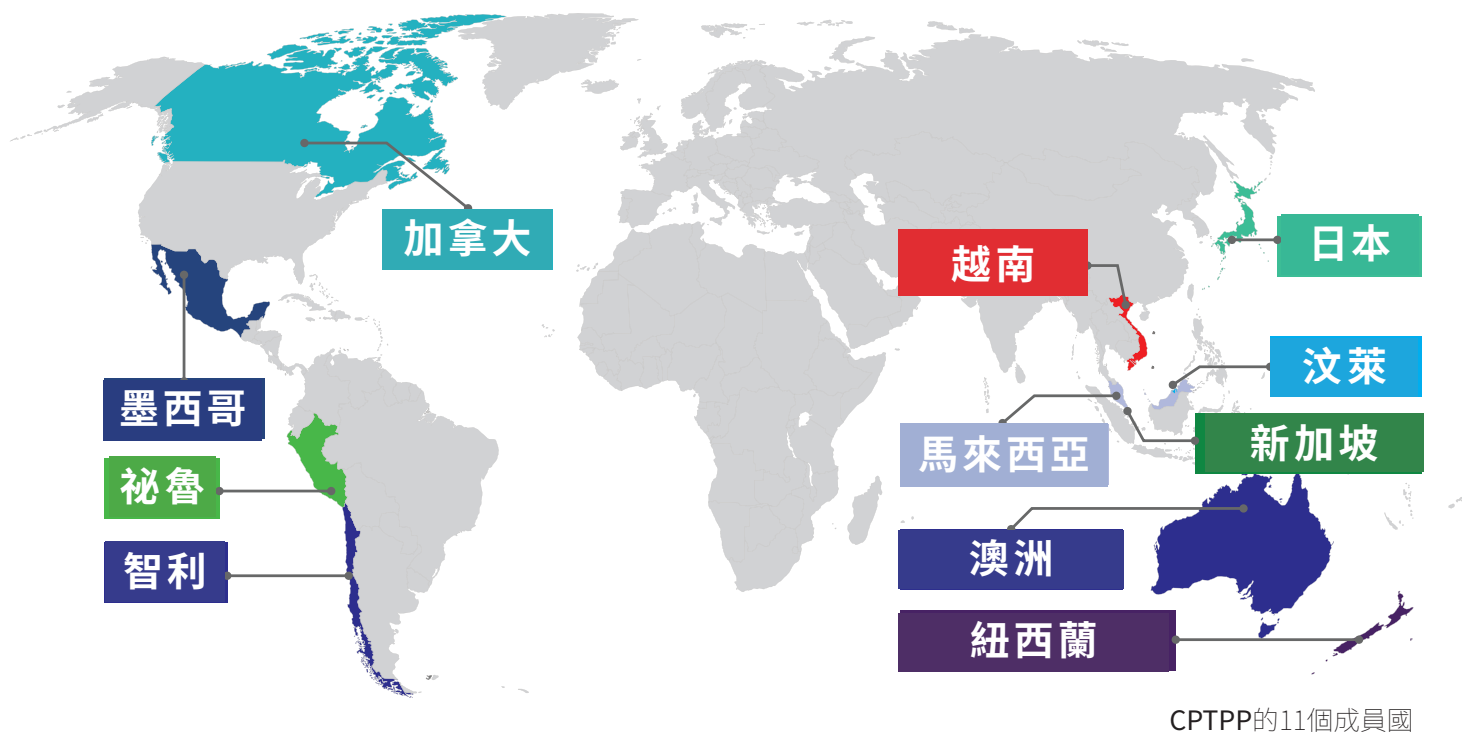 加拿大
日本
越南
汶萊
墨西哥
新加坡
馬來西亞
祕魯
澳洲
智利
紐西蘭
CPTPP的11個成員國